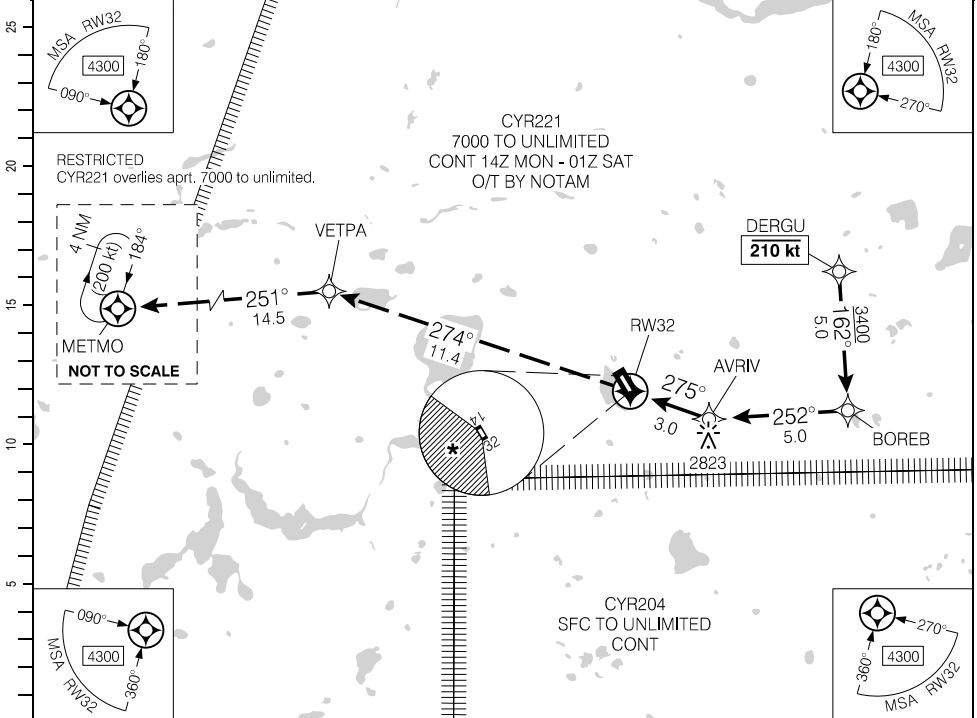 25
20
15
10
5
MSA RW32
4300
180°
090°
MSA RW32
4300
180°
270°
CYR221
7000 TO UNLIMITED
CONT 14Z MON - 01Z SAT
O/T BY NOTAM
RESTRICTED
CYR221 overlies aprt. 7000 to unlimited.
4 NM
(200 kt)
184°
METMO
NOT TO SCALE
VETPA
251°
14.5
274°
11.4
RW32
275°
3.0
AVRIV
2823
252°
5.0
BOREB
DERGU
210 kt
3400
162°
5.0
14
32
*
CYR204
SFC TO UNLIMITED
CONT
090°
4300
360°
MSA RW32
270°
4300
360°
MSA RW32